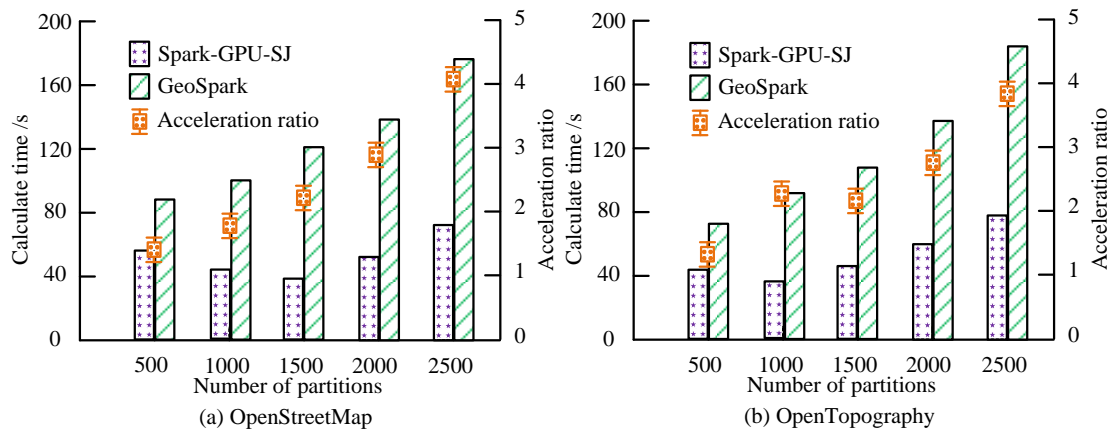 200
160
120
80
40
0
Calculate time /s
5
4
3
2
1
0
Acceleration ratio
Spark-GPU-SJ
GeoSpark
Acceleration ratio
500 1000 1500 2000 2500
Number of partitions
(a) OpenStreetMap
200
160
120
80
40
0
Calculate time /s
5
4
3
2
1
0
Acceleration ratio
Spark-GPU-SJ
GeoSpark
Acceleration ratio
500 1000 1500 2000 2500
Number of partitions
(b) OpenTopography